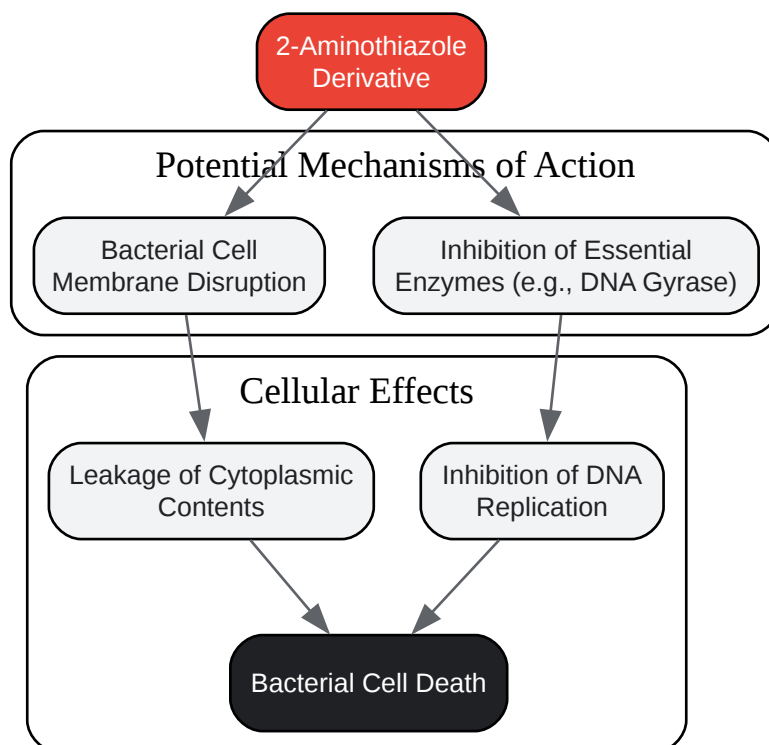 2-Aminothiazole
Derivative
Potential Mechanisms of Action
Bacterial Cell
Membrane Disruption
Inhibition of Essential
Enzymes (e.g., DNA Gyrase)
Cellular Effects
Leakage of Cytoplasmic
Contents
Inhibition of DNA
Replication
Bacterial Cell Death